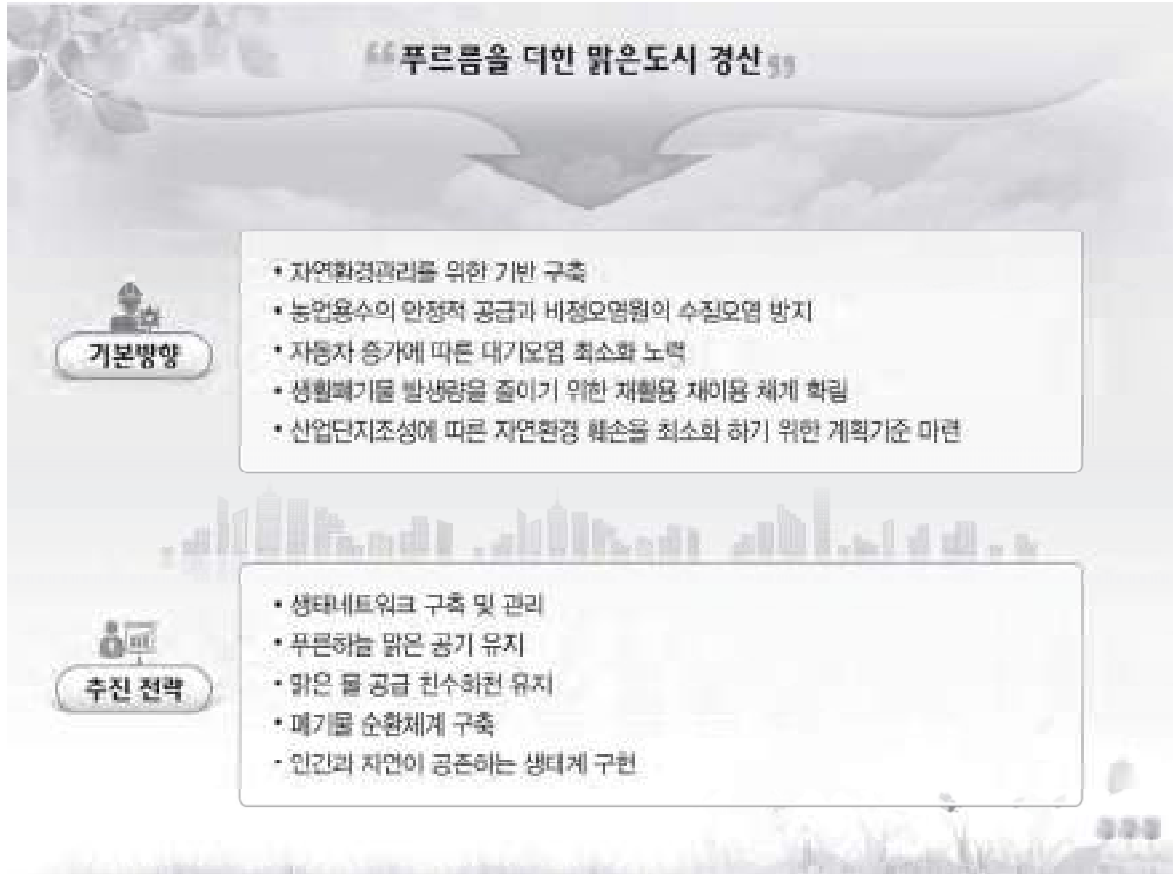 “푸르름을 더한 맑은도시 경산”
• 자연환경관리를 위한 기반 구축
• 농업용수의 안정적 공급과 비점오염원의 수질오염 방지
기본방향
• 자동차 증가에 따른 대기오염 최소화 노력
• 생활폐기물 발생량을 줄이기 위한 재활용 재이용 체계 확립
• 산업단지조성에 따른 자연환경 훼손을 최소화 하기 위한 계획기준 마련
• 생태네트워크 구축 및 관리
• 푸른하늘 맑은 공기 유지
추진 전략
• 맑은 물 공급 친수하천 유지
• 폐기물 순환체계 구축
• 인간과 자연이 공존하는 생태계 구현